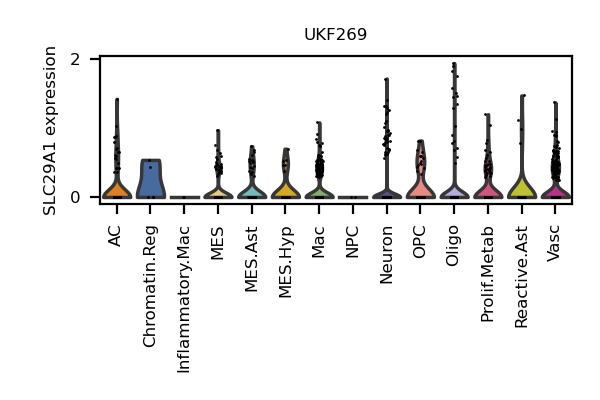 UKF269
SLC29A1 expression
2
0
AC
Chromatin.Reg
Inflammatory.Mac
MES
MES.Ast
MES.Hyp
Mac
NPC
Neuron
OPC
Oligo
Prolif.Metab
Reactive.Ast
Vasc